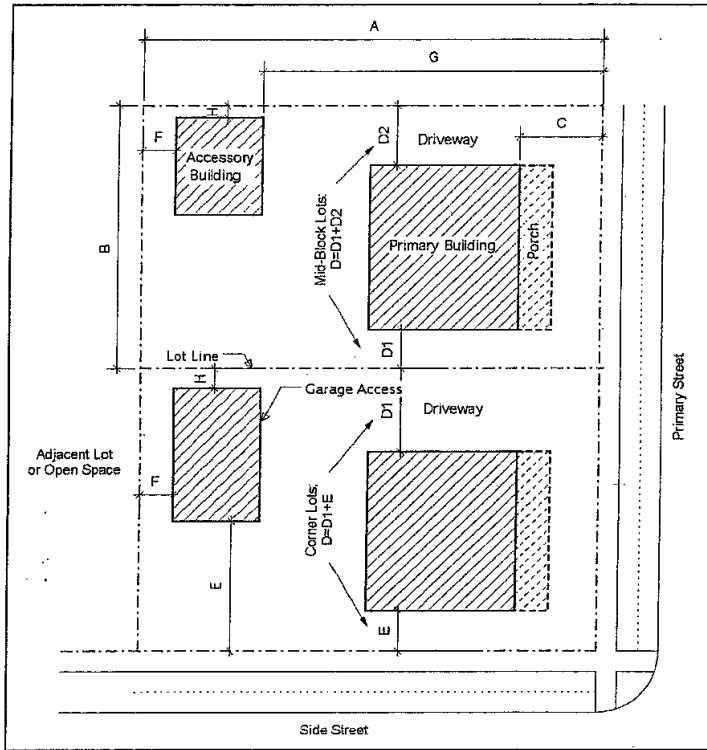 A
G
H
F
D2
Driveway
C
Accessory
Building
B
Mid-Block Lots:
D=D1+D2
Primary Building
Porch
D1
Lot Line
H
Garage Access
D1
Driveway
Primary Street
Adjacent Lot
or Open Space
F
Corner Lots:
D=D1+E
E
E
Side Street